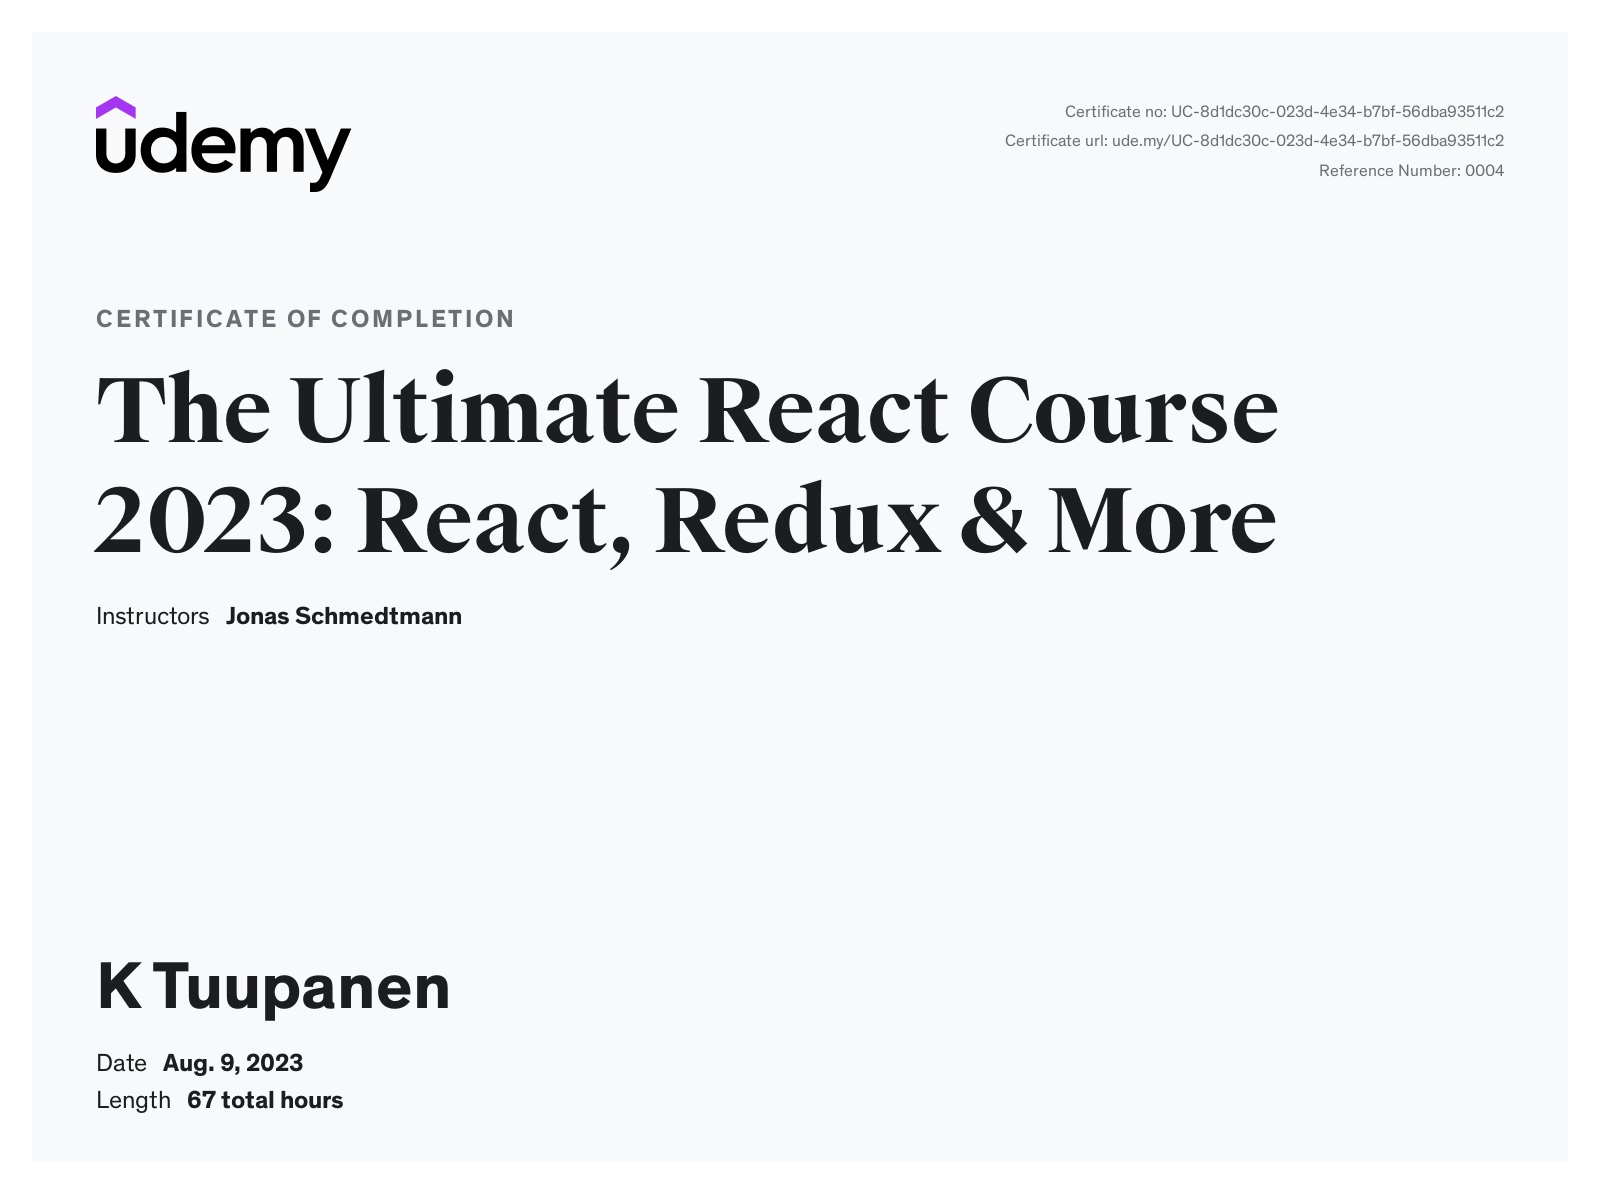 udemy
Certificate no: UC-8d1dc30c-023d-4e34-b7bf-56dba93511c2
Certificate url: ude.my/UC-8d1dc30c-023d-4e34-b7bf-56dba93511c2
Reference Number: 0004
CERTIFICATE OF COMPLETION
The Ultimate React Course
2023: React, Redux & More
Instructors Jonas Schmedtmann
K Tuupanen
Date Aug. 9, 2023
Length 67 total hours